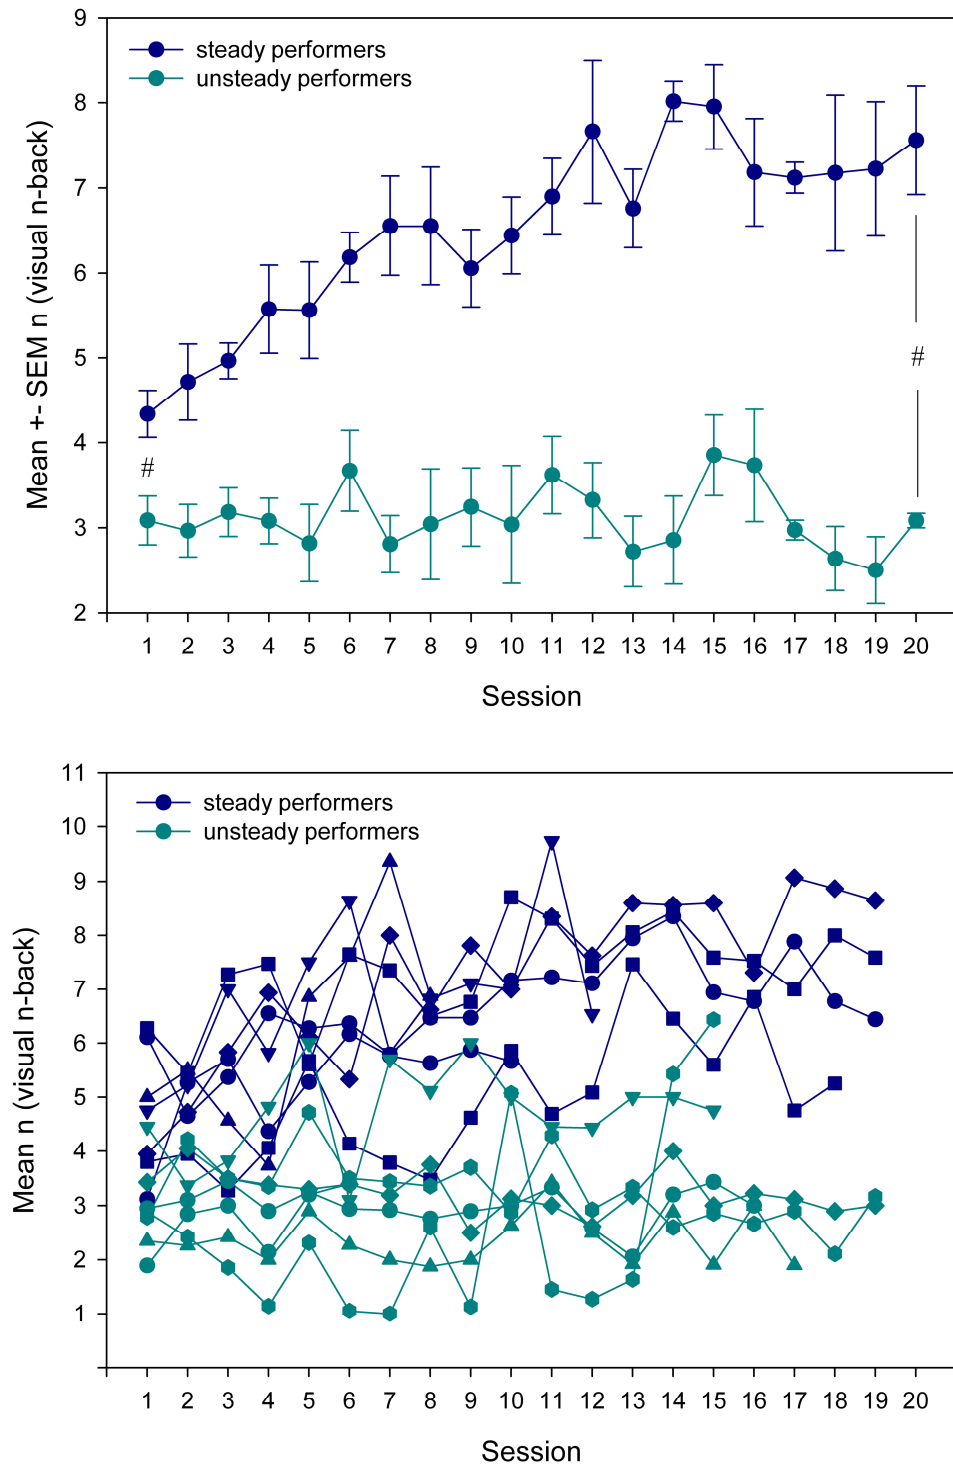 9
steady performers
unsteady performers
8
7
6
5
#
4
#
3
2
1 2 3 4 5 6 7 8 9 10 11 12 13 14 15 16 17 18 19 20
Session
Mean +- SEM n (visual n-back)
11
steady performers
unsteady performers
10
9
8
7
6
5
4
3
2
1
1 2 3 4 5 6 7 8 9 10 11 12 13 14 15 16 17 18 19 20
Session
Mean n (visual n-back)